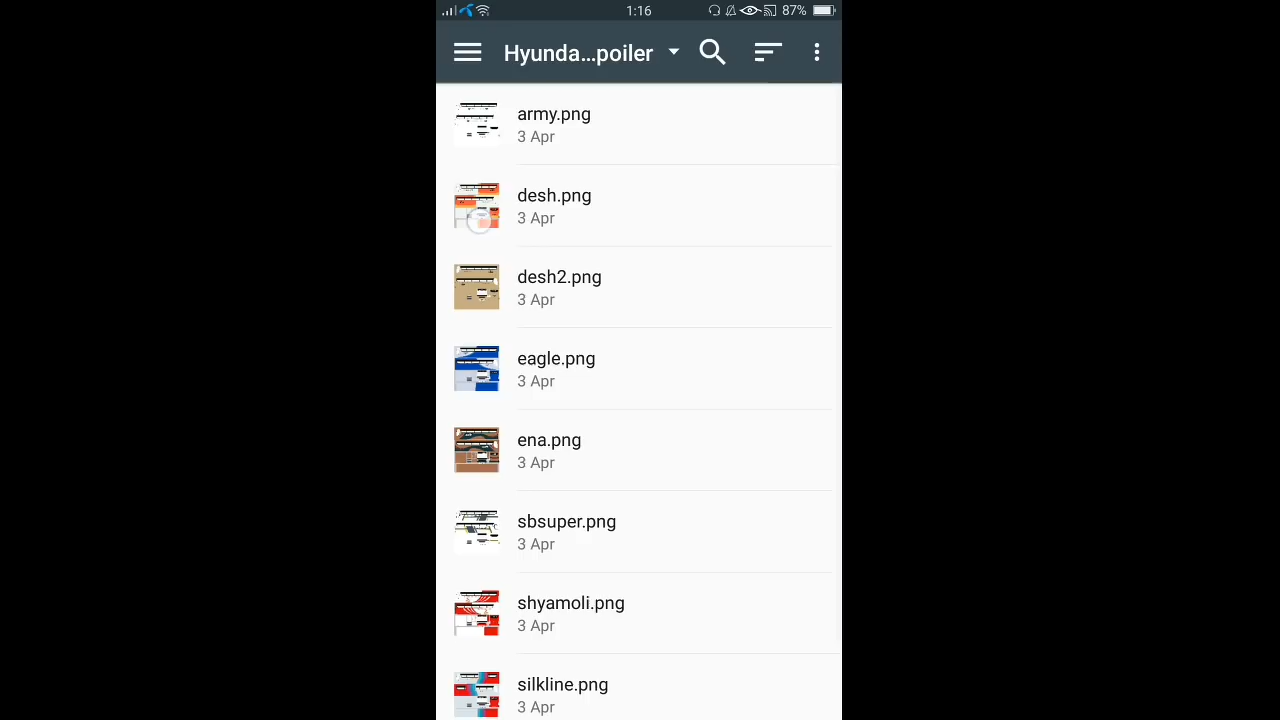 1:16
87%
Hyunda...poiler
army.png
3 Apr
desh.png
3 Apr
desh2.png
3 Apr
eagle.png
3 Apr
ena.png
3 Apr
sbsuper.png
3 Apr
shyamoli.png
3 Apr
silkline.png
3 Apr